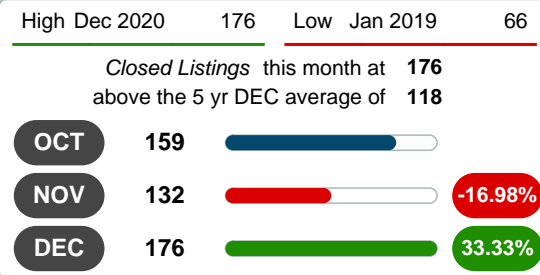 High Dec 2020 176 Low Jan 2019 66
Closed Listings this month at 176
above the 5 yr DEC average of 118
OCT 159
NOV 132 -16.98%
DEC 176 33.33%